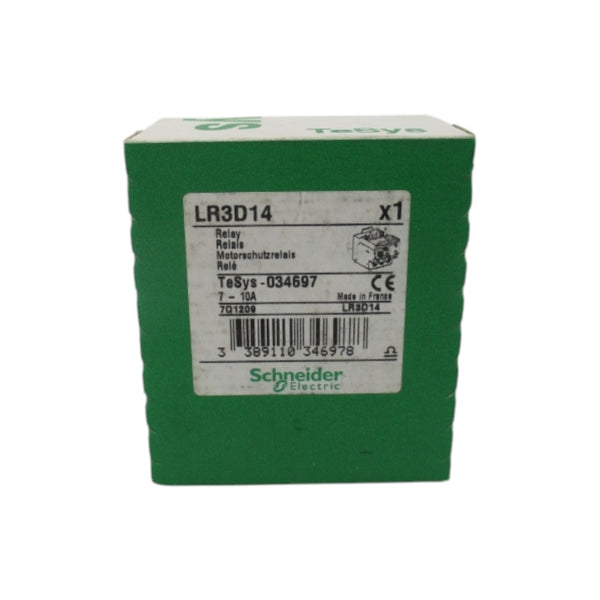 TeSys
LR3D14 x1
Relay
Relais
Motorschutzrelais
Relé
TeSys - 034697 CE
7 - 10A Made in France
7Q1209 LR3D14
3 389110 346978
Schneider
Electric